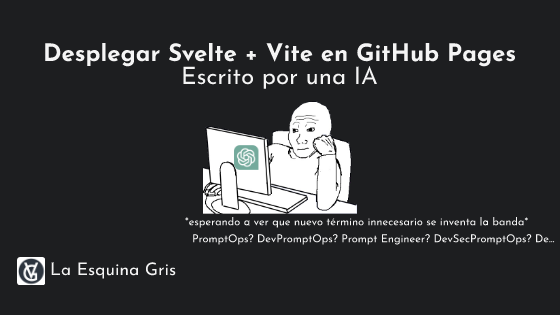 Desplegar Svelte + Vite en GitHub Pages
Escrito por una IA
*esperando a ver que nuevo término innecesario se inventa la banda*
PromptOps? DevPromptOps? Prompt Engineer? DevSecPromptOps? De...
La Esquina Gris